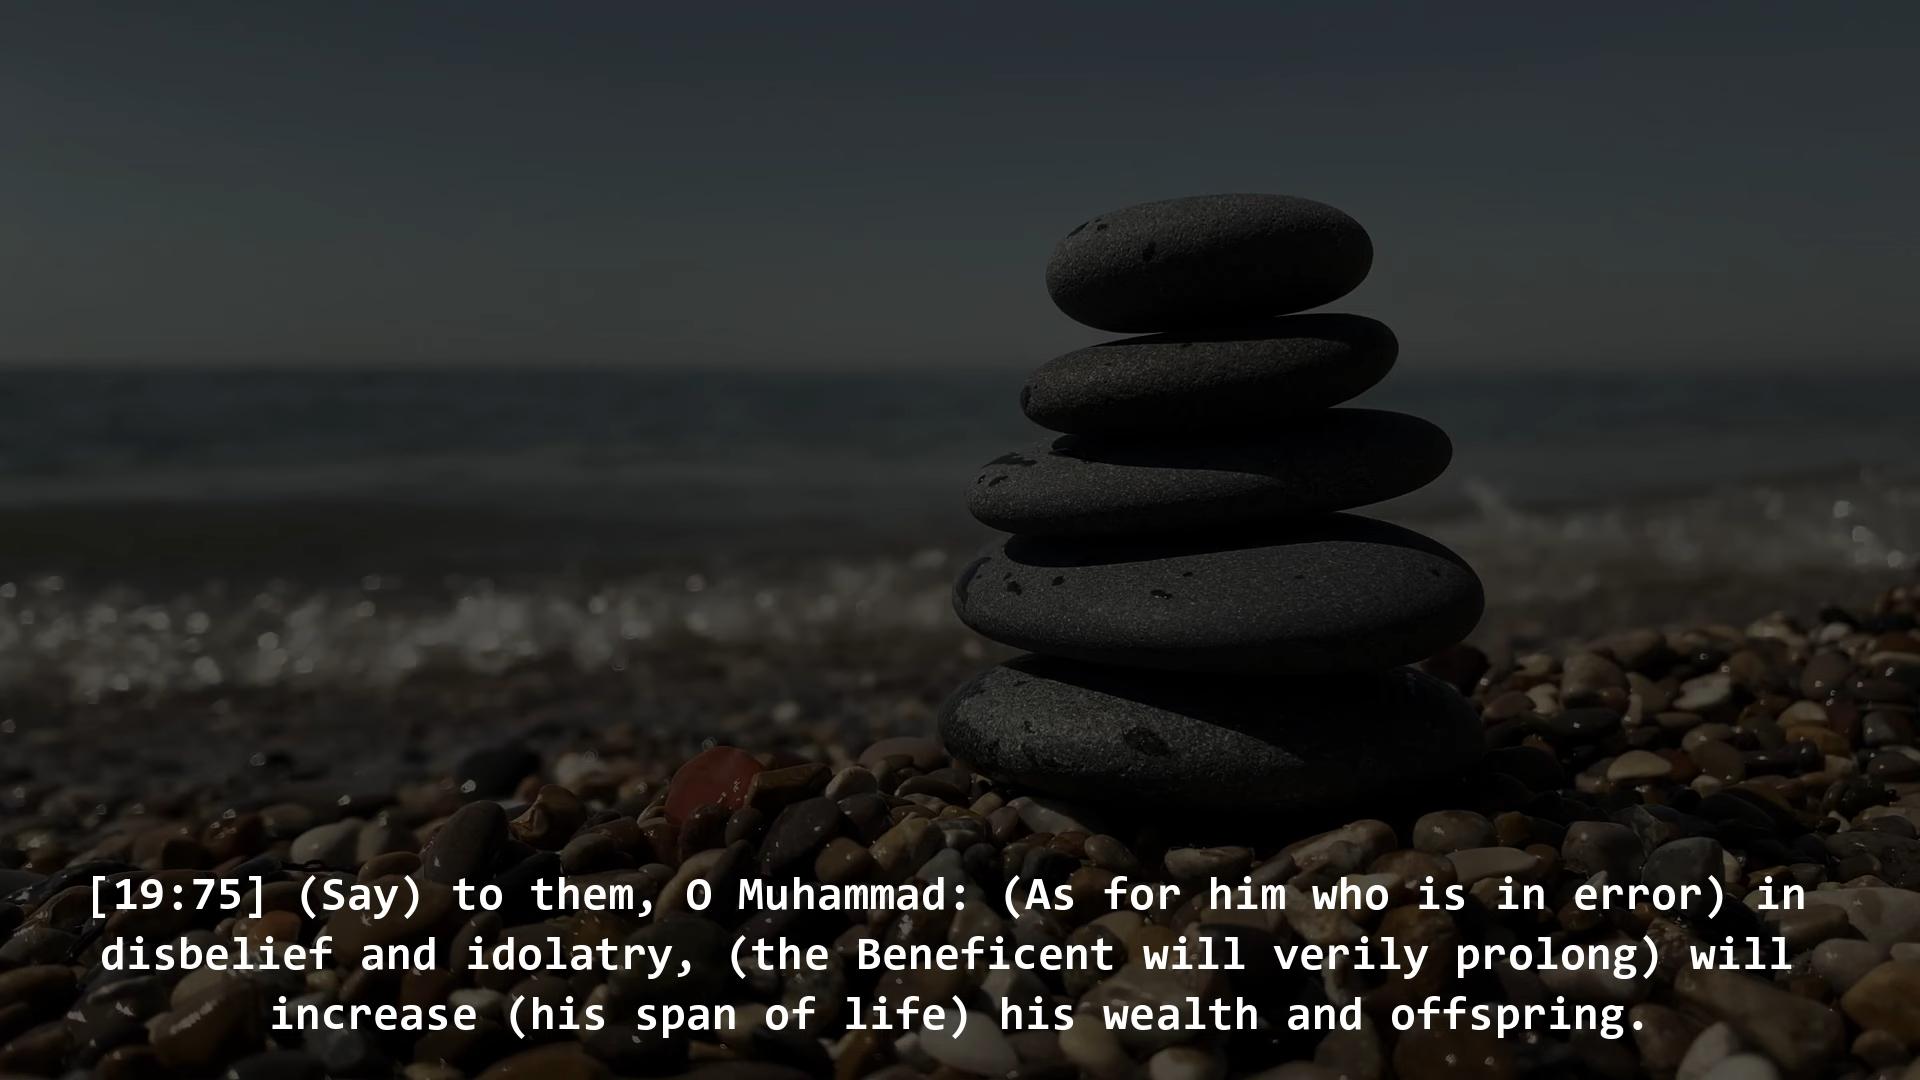 [19:75] (Say) to them, O Muhammad: (As for him who is in error) in
disbelief and idolatry, (the Beneficent will verily prolong) will
increase (his span of life) his wealth and offspring.